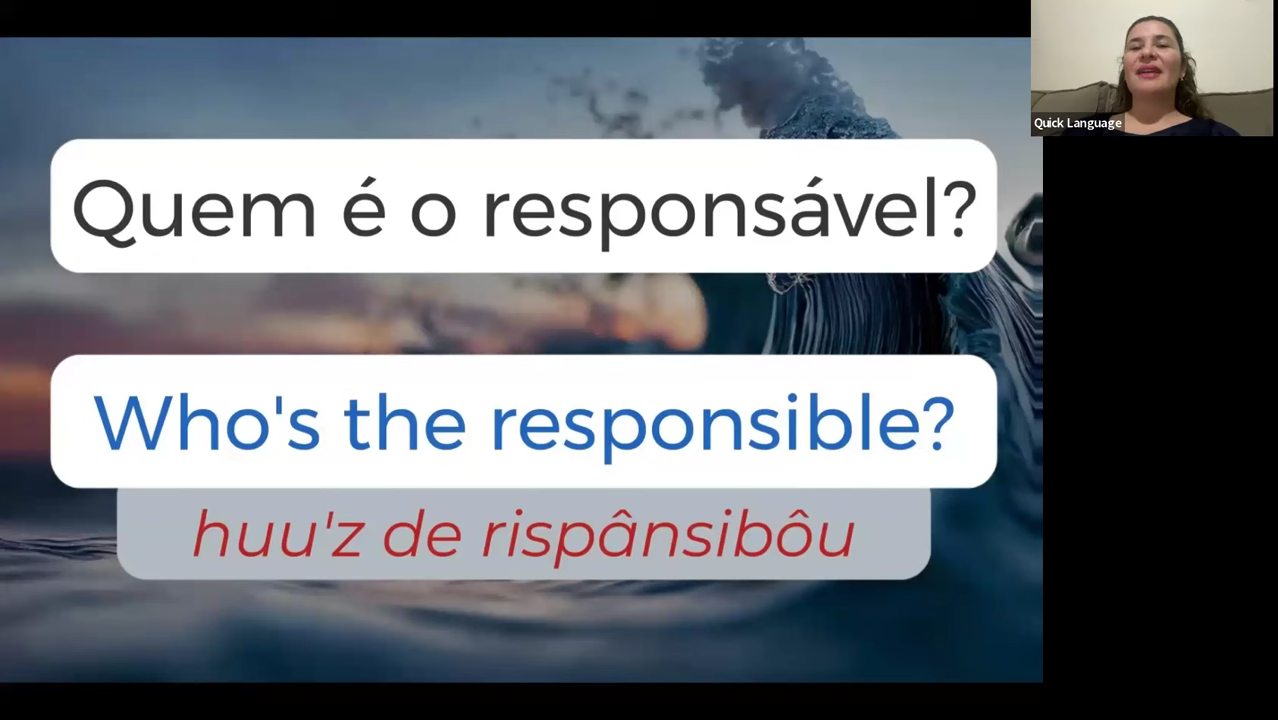 Quem é o responsável?
Who's the responsible?
huu'z de rispânsibôu
Quick Language